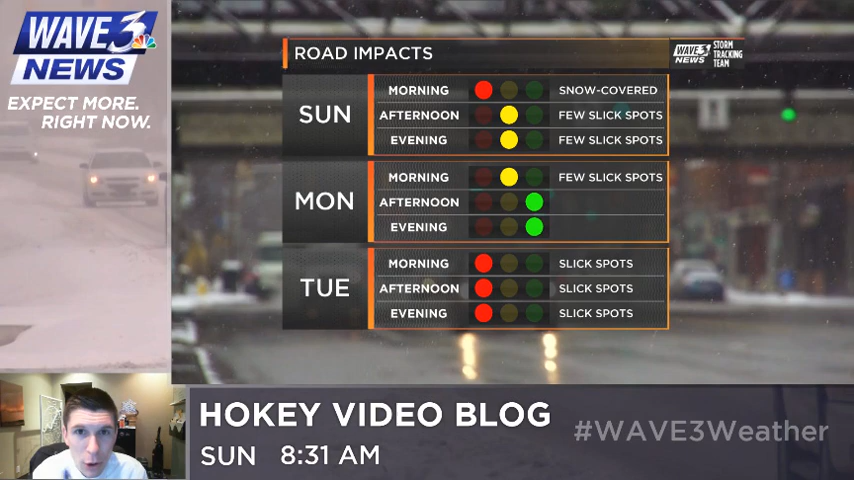 WAVE 3
NEWS
EXPECT MORE.
RIGHT NOW.
ROAD IMPACTS
WAVE 3
NEWS
STORM
TRACKING
TEAM
SUN
MORNING SNOW-COVERED
AFTERNOON FEW SLICK SPOTS
EVENING FEW SLICK SPOTS
MON
MORNING FEW SLICK SPOTS
AFTERNOON
EVENING
TUE
MORNING SLICK SPOTS
AFTERNOON SLICK SPOTS
EVENING SLICK SPOTS
HOKEY VIDEO BLOG
SUN 8:31 AM
#WAVE3Weather